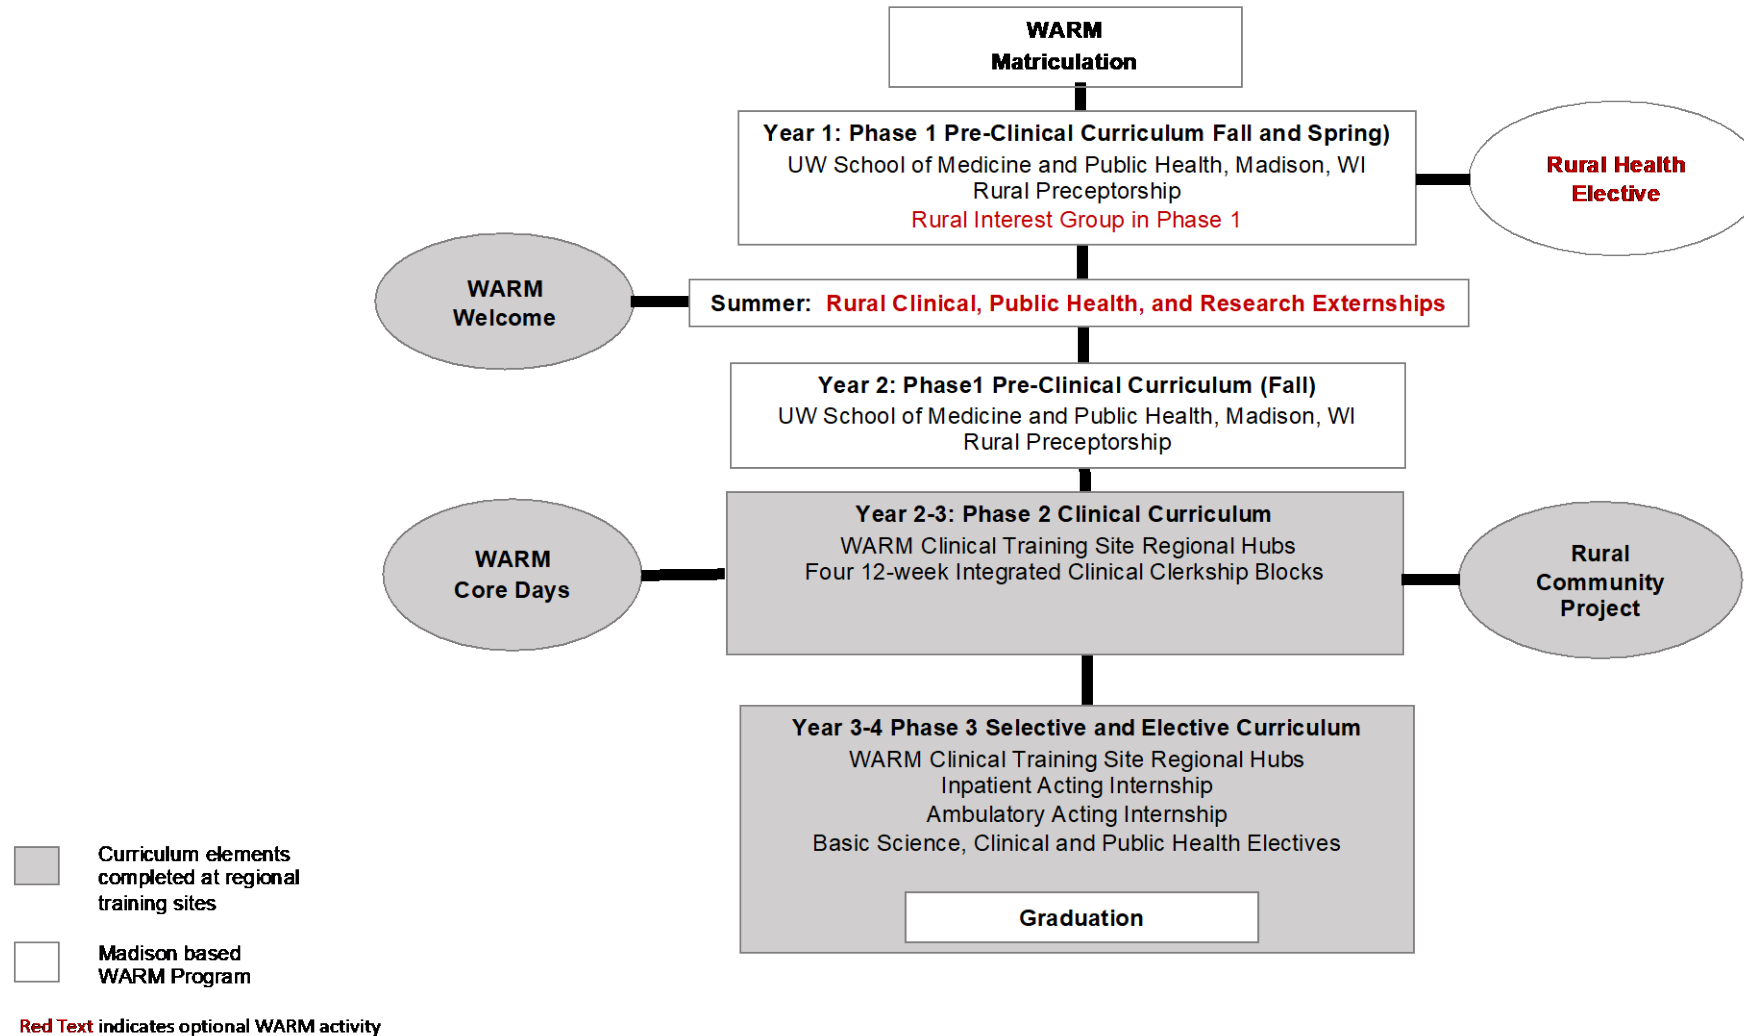 WARM
Matriculation
Year 1: Phase 1 Pre-Clinical Curriculum Fall and Spring)
UW School of Medicine and Public Health, Madison, WI
Rural Preceptorship
Rural Interest Group in Phase 1
Rural Health
Elective
WARM
Welcome
Summer: Rural Clinical, Public Health, and Research Externships
Year 2: Phase1 Pre-Clinical Curriculum (Fall)
UW School of Medicine and Public Health, Madison, WI
Rural Preceptorship
WARM
Core Days
Year 2-3: Phase 2 Clinical Curriculum
WARM Clinical Training Site Regional Hubs
Four 12-week Integrated Clinical Clerkship Blocks
Rural
Community
Project
Year 3-4 Phase 3 Selective and Elective Curriculum
WARM Clinical Training Site Regional Hubs
Inpatient Acting Internship
Ambulatory Acting Internship
Basic Science, Clinical and Public Health Electives
Graduation
Curriculum elements
completed at regional
training sites
Madison based
WARM Program
Red Text indicates optional WARM activity